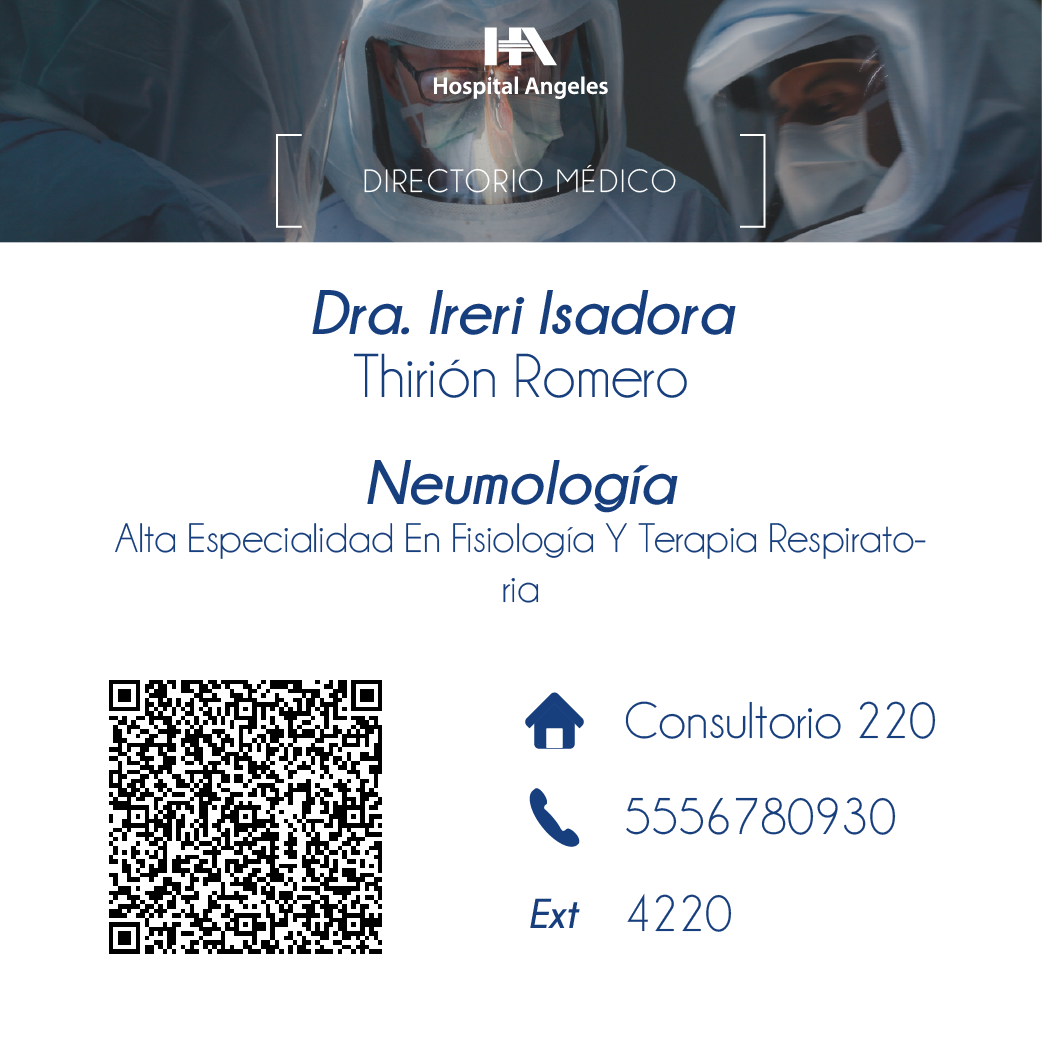 HA
Hospital Angeles
DIRECTORIO MÉDICO
Dra. Ireri Isadora
Thirión Romero
Neumología
Alta Especialidad En Fisiología Y Terapia Respirato-
ria
Consultorio 220
5556780930
Ext 4220